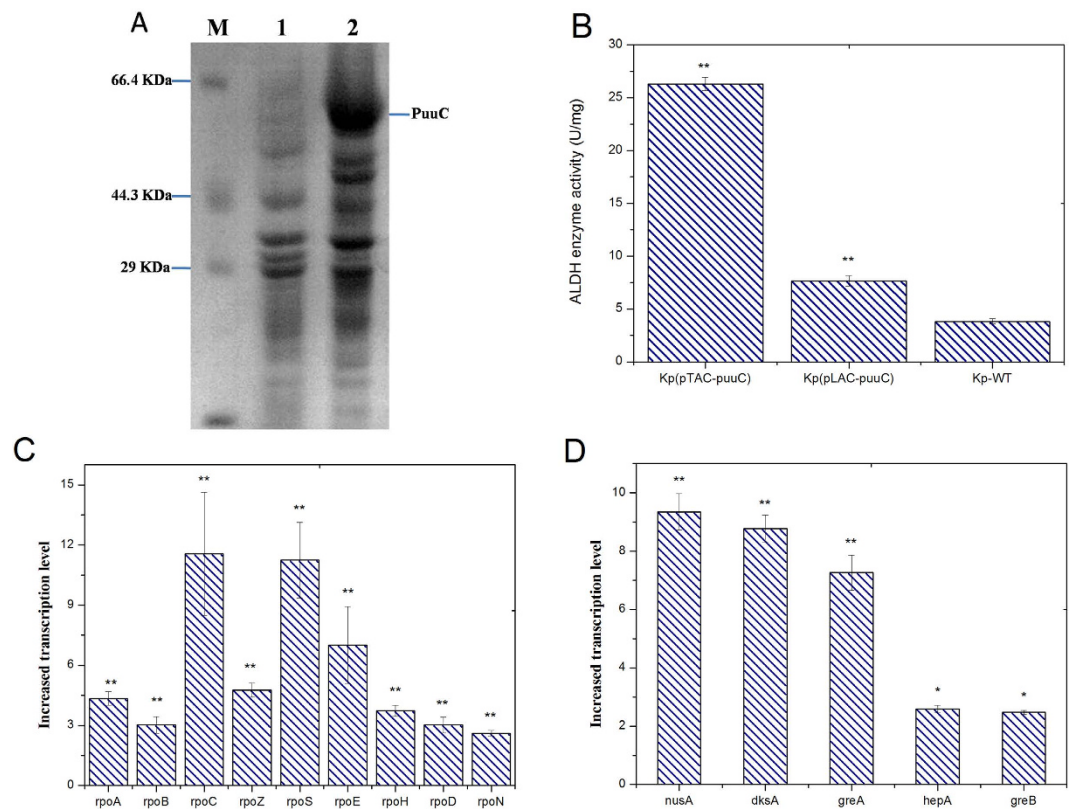 A
M 1 2
66.4 KDa
PuuC
44.3 KDa
29 KDa
B
30
25
20
15
10
5
0
ALDH enzyme activity (U/mg)
**
**
Kp(pTAC-puuC) Kp(pLAC-puuC) Kp-WT
C
15
12
9
6
3
0
Increased transcription level
** ** ** ** ** ** ** ** **
rpoA rpoB rpoC rpoZ rpoS rpoE rpoH rpoD rpoN
D
10
8
6
4
2
0
Increased transcription level
** ** ** * *
nusA dksA greA hepA greB